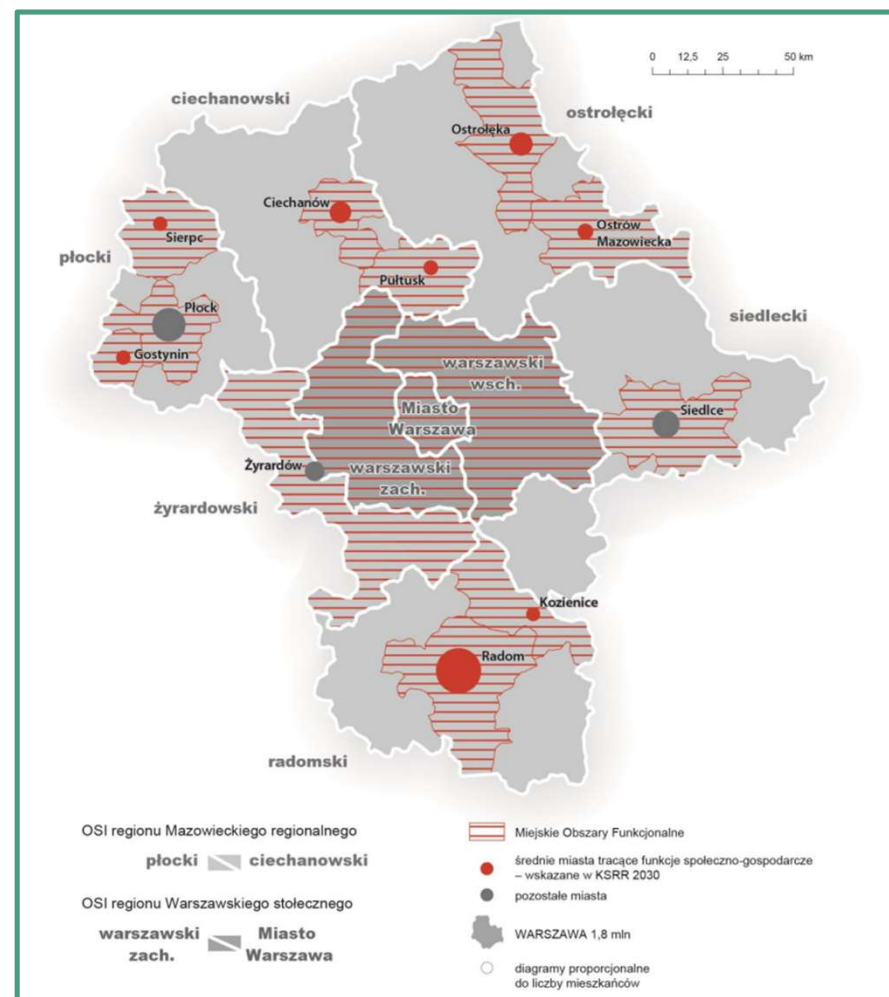 0 12,5 25 50 km
ciechanowski
ostrołęcki
Ostrołęka
Ciechanów
Sierpc
Ostrów
Mazowiecka
płocki
Pułtusk
Płock
siedlecki
Gostynin
warszawski
wsch.
Miasto
Warszawa
Siedlce
Żyrardów
warszawski
zach.
żyrardowski
Kozienice
Radom
radomski
OSI regionu Mazowieckiego regionalnego
płocki ciechanowski
OSI regionu Warszawskiego stołecznego
warszawski
zach.
Miasto
Warszawa
Miejskie Obszary Funkcjonalne
średnie miasta tracące funkcje społeczno-gospodarcze
– wskazane w KSRR 2030
pozostałe miasta
WARSZAWA 1,8 mln
diagramy proporcjonalne
do liczby mieszkańców